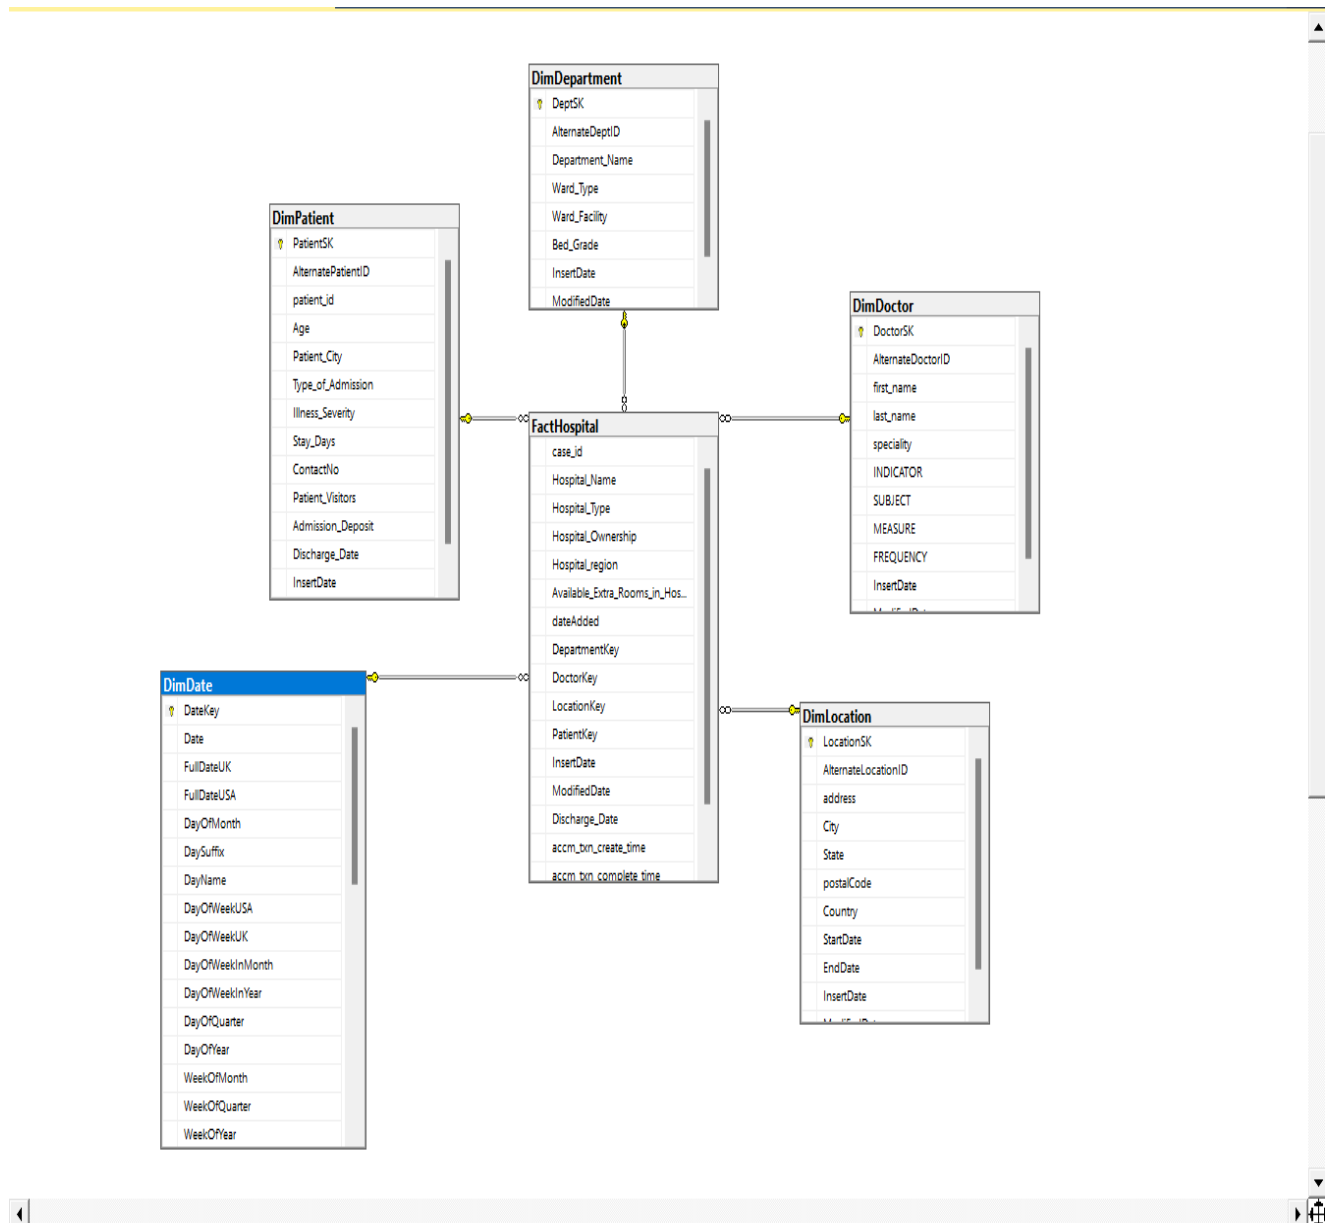 DimDepartment
DeptSK
AlternateDeptID
Department_Name
Ward_Type
Ward_Facility
Bed_Grade
InsertDate
ModifiedDate
DimPatient
PatientSK
AlternatePatientID
patient_id
Age
Patient_City
Type_of_Admission
Illness_Severity
Stay_Days
ContactNo
Patient_Visitors
Admission_Deposit
Discharge_Date
InsertDate
DimDoctor
DoctorSK
AlternateDoctorID
first_name
last_name
speciality
INDICATOR
SUBJECT
MEASURE
FREQUENCY
InsertDate
FactHospital
case_id
Hospital_Name
Hospital_Type
Hospital_Ownership
Hospital_region
Available_Extra_Rooms_in_Hos...
dateAdded
DepartmentKey
DoctorKey
LocationKey
PatientKey
InsertDate
ModifiedDate
Discharge_Date
accm_txn_create_time
accm_txn_complete_time
DimDate
DateKey
Date
FullDateUK
FullDateUSA
DayOfMonth
DaySuffix
DayName
DayOfWeekUSA
DayOfWeekUK
DayOfWeekInMonth
DayOfWeekInYear
DayOfQuarter
DayOfYear
WeekOfMonth
WeekOfQuarter
WeekOfYear
DimLocation
LocationSK
AlternateLocationID
address
City
State
postalCode
Country
StartDate
EndDate
InsertDate